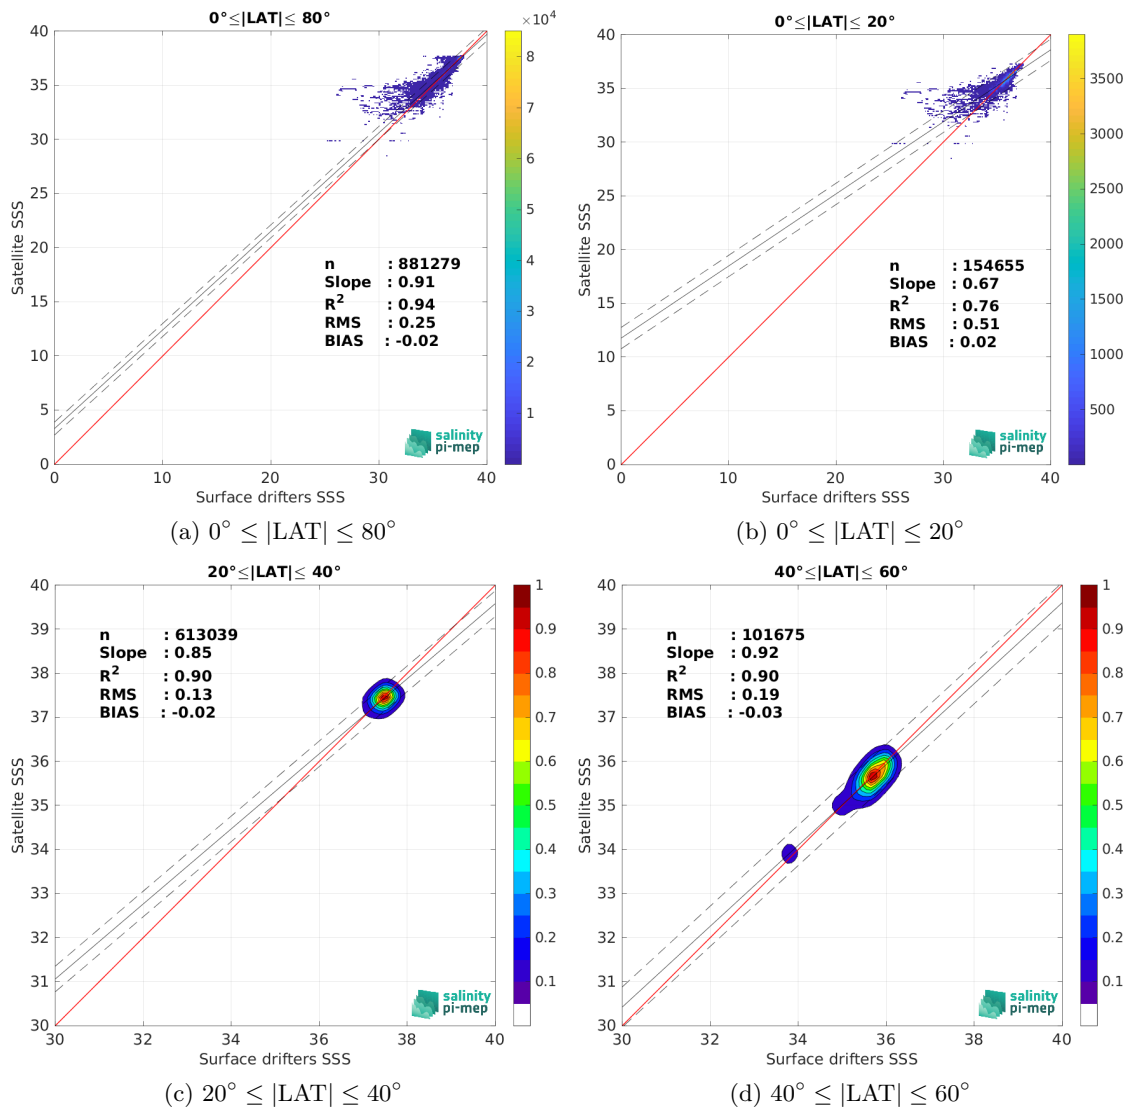 0°≤|LAT|≤ 80°
×10⁴
40
35
30
25
20
15
10
5
0
Satellite SSS
n : 881279
Slope : 0.91
R² : 0.94
RMS : 0.25
BIAS : -0.02
salinity
pi-mep
0 10 20 30 40
Surface drifters SSS
8
7
6
5
4
3
2
1
(a) 0° ≤ |LAT| ≤ 80°
0°≤|LAT|≤ 20°
40
35
30
25
20
15
10
5
0
Satellite SSS
n : 154655
Slope : 0.67
R² : 0.76
RMS : 0.51
BIAS : 0.02
salinity
pi-mep
0 10 20 30 40
Surface drifters SSS
3500
3000
2500
2000
1500
1000
500
(b) 0° ≤ |LAT| ≤ 20°
20°≤|LAT|≤ 40°
40
39
38
37
36
35
34
33
32
31
30
Satellite SSS
n : 613039
Slope : 0.85
R² : 0.90
RMS : 0.13
BIAS : -0.02
salinity
pi-mep
30 32 34 36 38 40
Surface drifters SSS
1
0.9
0.8
0.7
0.6
0.5
0.4
0.3
0.2
0.1
(c) 20° ≤ |LAT| ≤ 40°
40°≤|LAT|≤ 60°
40
39
38
37
36
35
34
33
32
31
30
Satellite SSS
n : 101675
Slope : 0.92
R² : 0.90
RMS : 0.19
BIAS : -0.03
salinity
pi-mep
30 32 34 36 38 40
Surface drifters SSS
1
0.9
0.8
0.7
0.6
0.5
0.4
0.3
0.2
0.1
(d) 40° ≤ |LAT| ≤ 60°